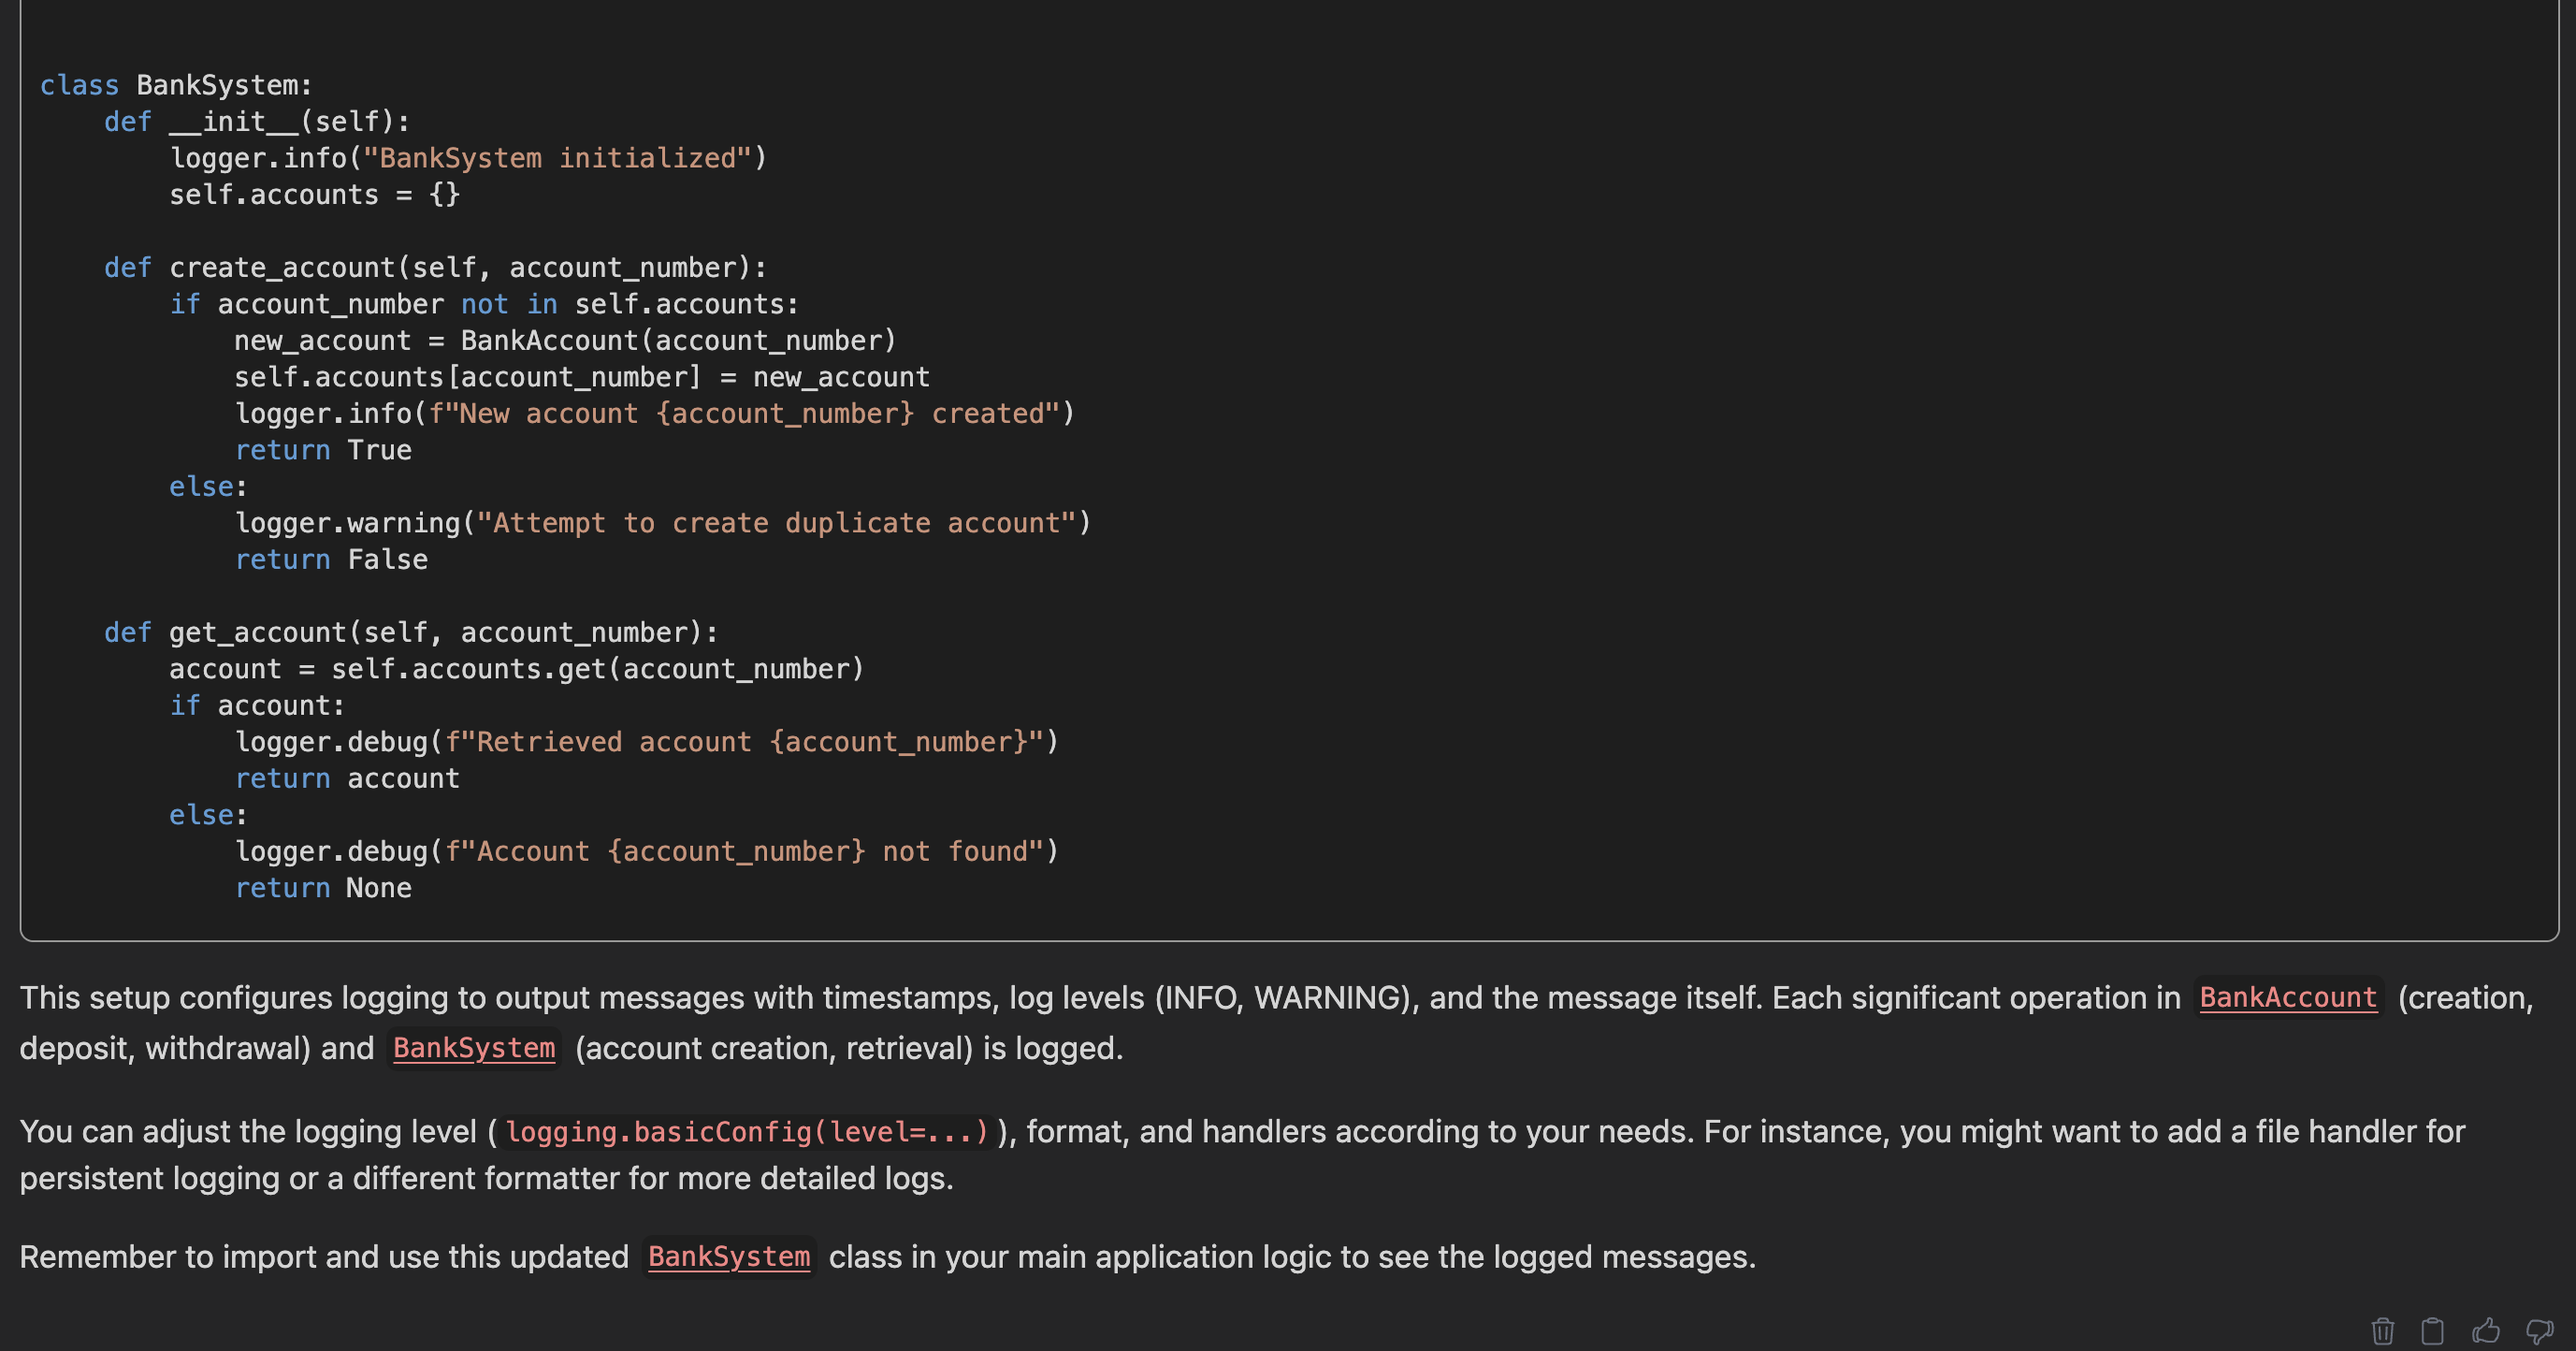 class BankSystem:
    def __init__(self):
        logger.info("BankSystem initialized")
        self.accounts = {}
    def create_account(self, account_number):
        if account_number not in self.accounts:
            new_account = BankAccount(account_number)
            self.accounts[account_number] = new_account
            logger.info(f"New account {account_number} created")
            return True
        else:
            logger.warning("Attempt to create duplicate account")
            return False
    def get_account(self, account_number):
        account = self.accounts.get(account_number)
        if account:
            logger.debug(f"Retrieved account {account_number}")
            return account
        else:
            logger.debug(f"Account {account_number} not found")
            return None
This setup configures logging to output messages with timestamps, log levels (INFO, WARNING), and the message itself. Each significant operation in BankAccount (creation,
deposit, withdrawal) and BankSystem (account creation, retrieval) is logged.
You can adjust the logging level (logging.basicConfig(level=...)), format, and handlers according to your needs. For instance, you might want to add a file handler for
persistent logging or a different formatter for more detailed logs.
Remember to import and use this updated BankSystem class in your main application logic to see the logged messages.